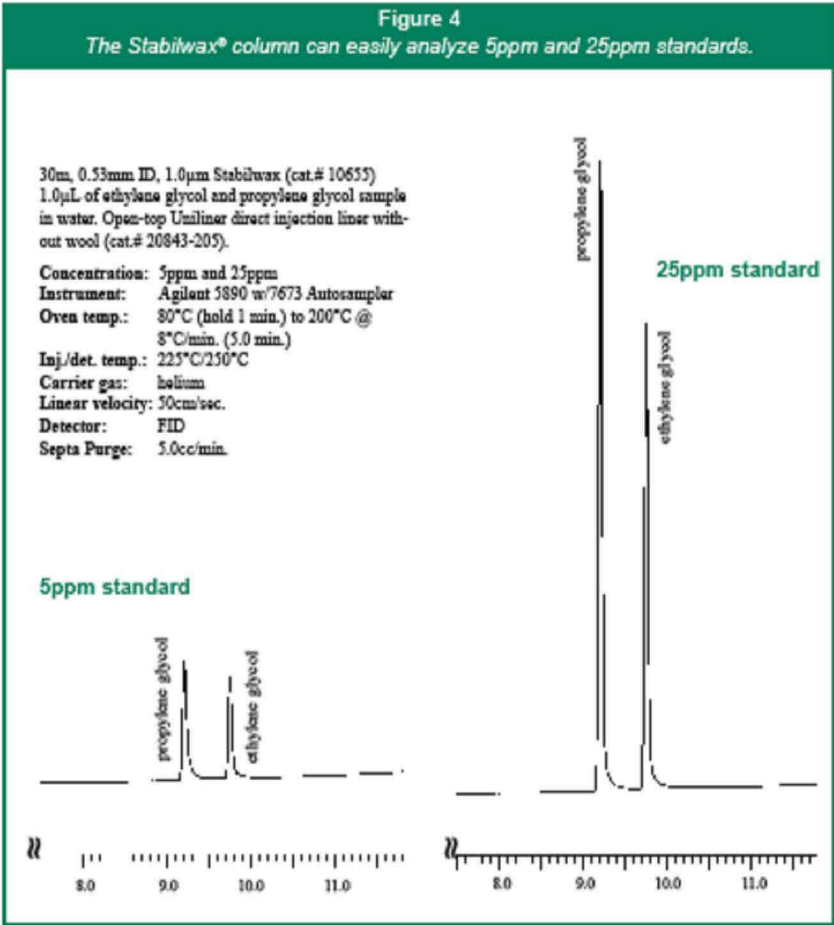 Figure 4
The Stabilwax® column can easily analyze 5ppm and 25ppm standards.
30m, 0.53mm ID, 1.0µm Stabilwax (cat.# 10655)
1.0µL of ethylene glycol and propylene glycol sample
in water. Open-top Uniliner direct injection liner with-
out wool (cat.# 20843-205).
Concentration: 5ppm and 25ppm
Instrument: Agilent 5890 w/7673 Autosampler
Oven temp.: 80°C (hold 1 min.) to 200°C @
8°C/min. (5.0 min.)
Inj./det. temp.: 225°C/250°C
Carrier gas: helium
Linear velocity: 50cm/sec.
Detector: FID
Septa Purge: 5.0cc/min.
5ppm standard
propylene glycol
ethylene glycol
8.0 9.0 10.0 11.0
25ppm standard
propylene glycol
ethylene glycol
8.0 9.0 10.0 11.0